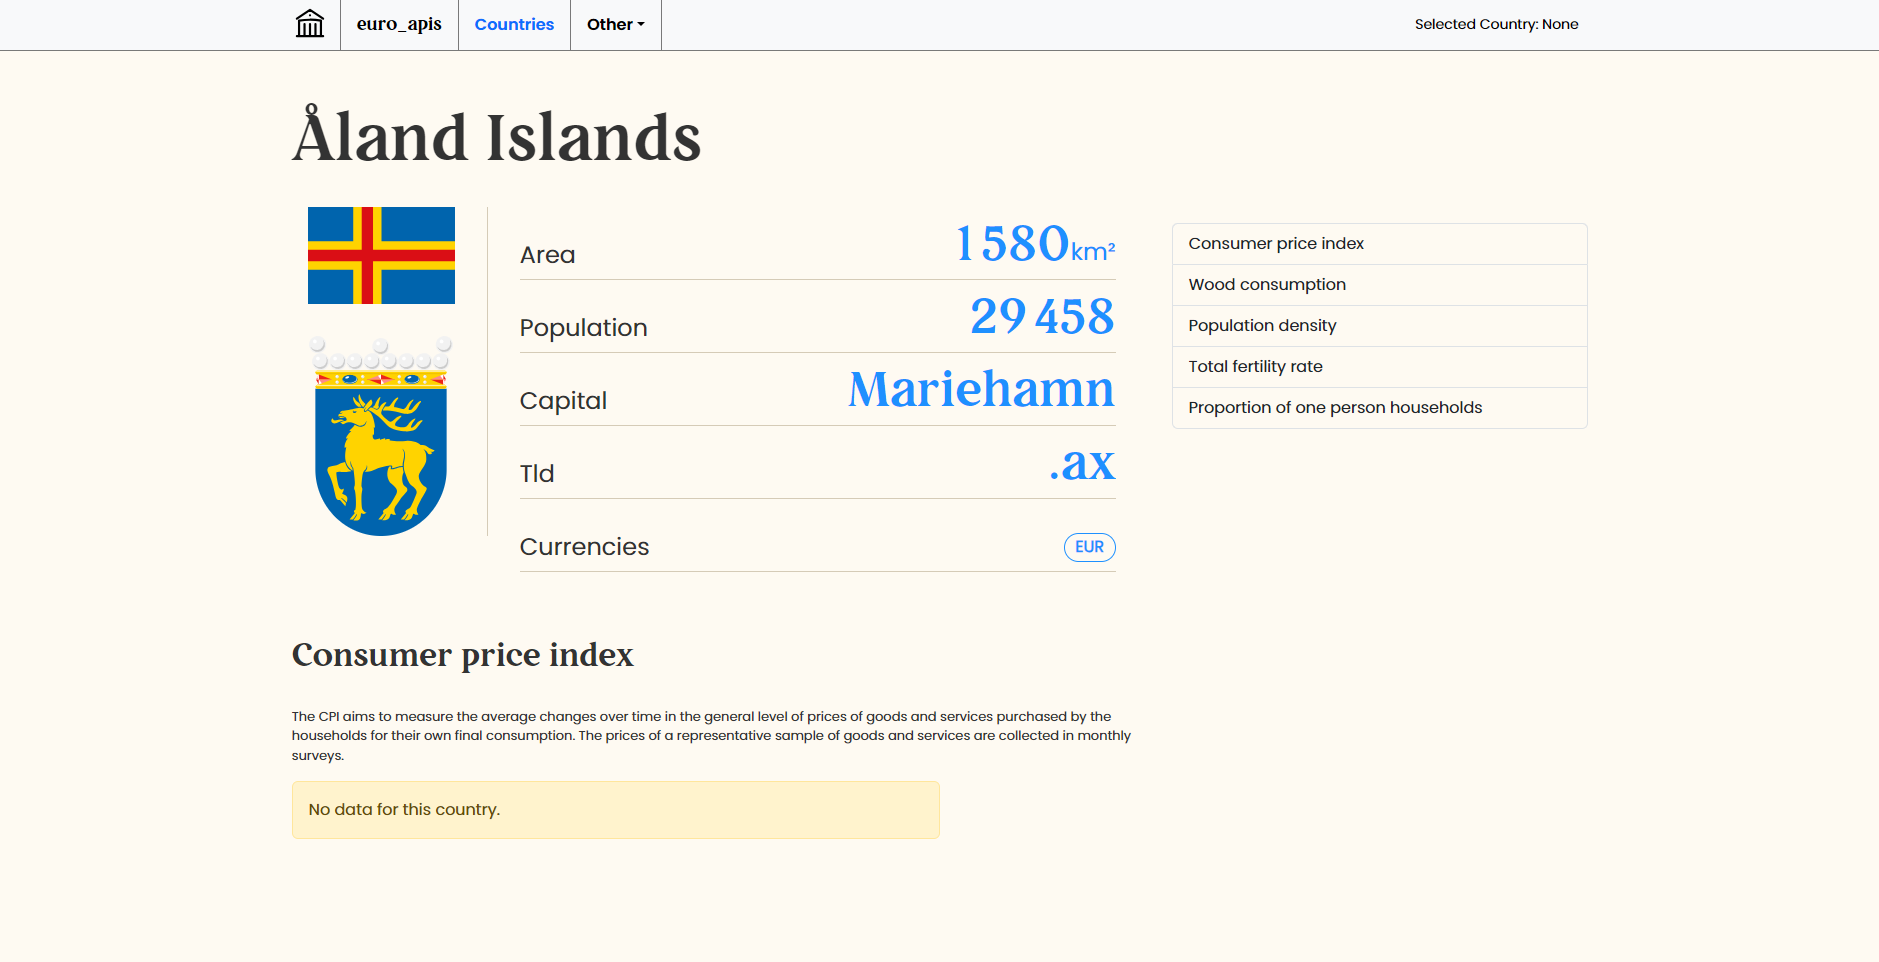 euro_apis
Countries
Other
Selected Country: None
Åland Islands
Area
1 580 km²
Population
29 458
Capital
Mariehamn
Tld
.ax
Currencies
EUR
Consumer price index
Wood consumption
Population density
Total fertility rate
Proportion of one person households
Consumer price index
The CPI aims to measure the average changes over time in the general level of prices of goods and services purchased by the
households for their own final consumption. The prices of a representative sample of goods and services are collected in monthly
surveys.
No data for this country.